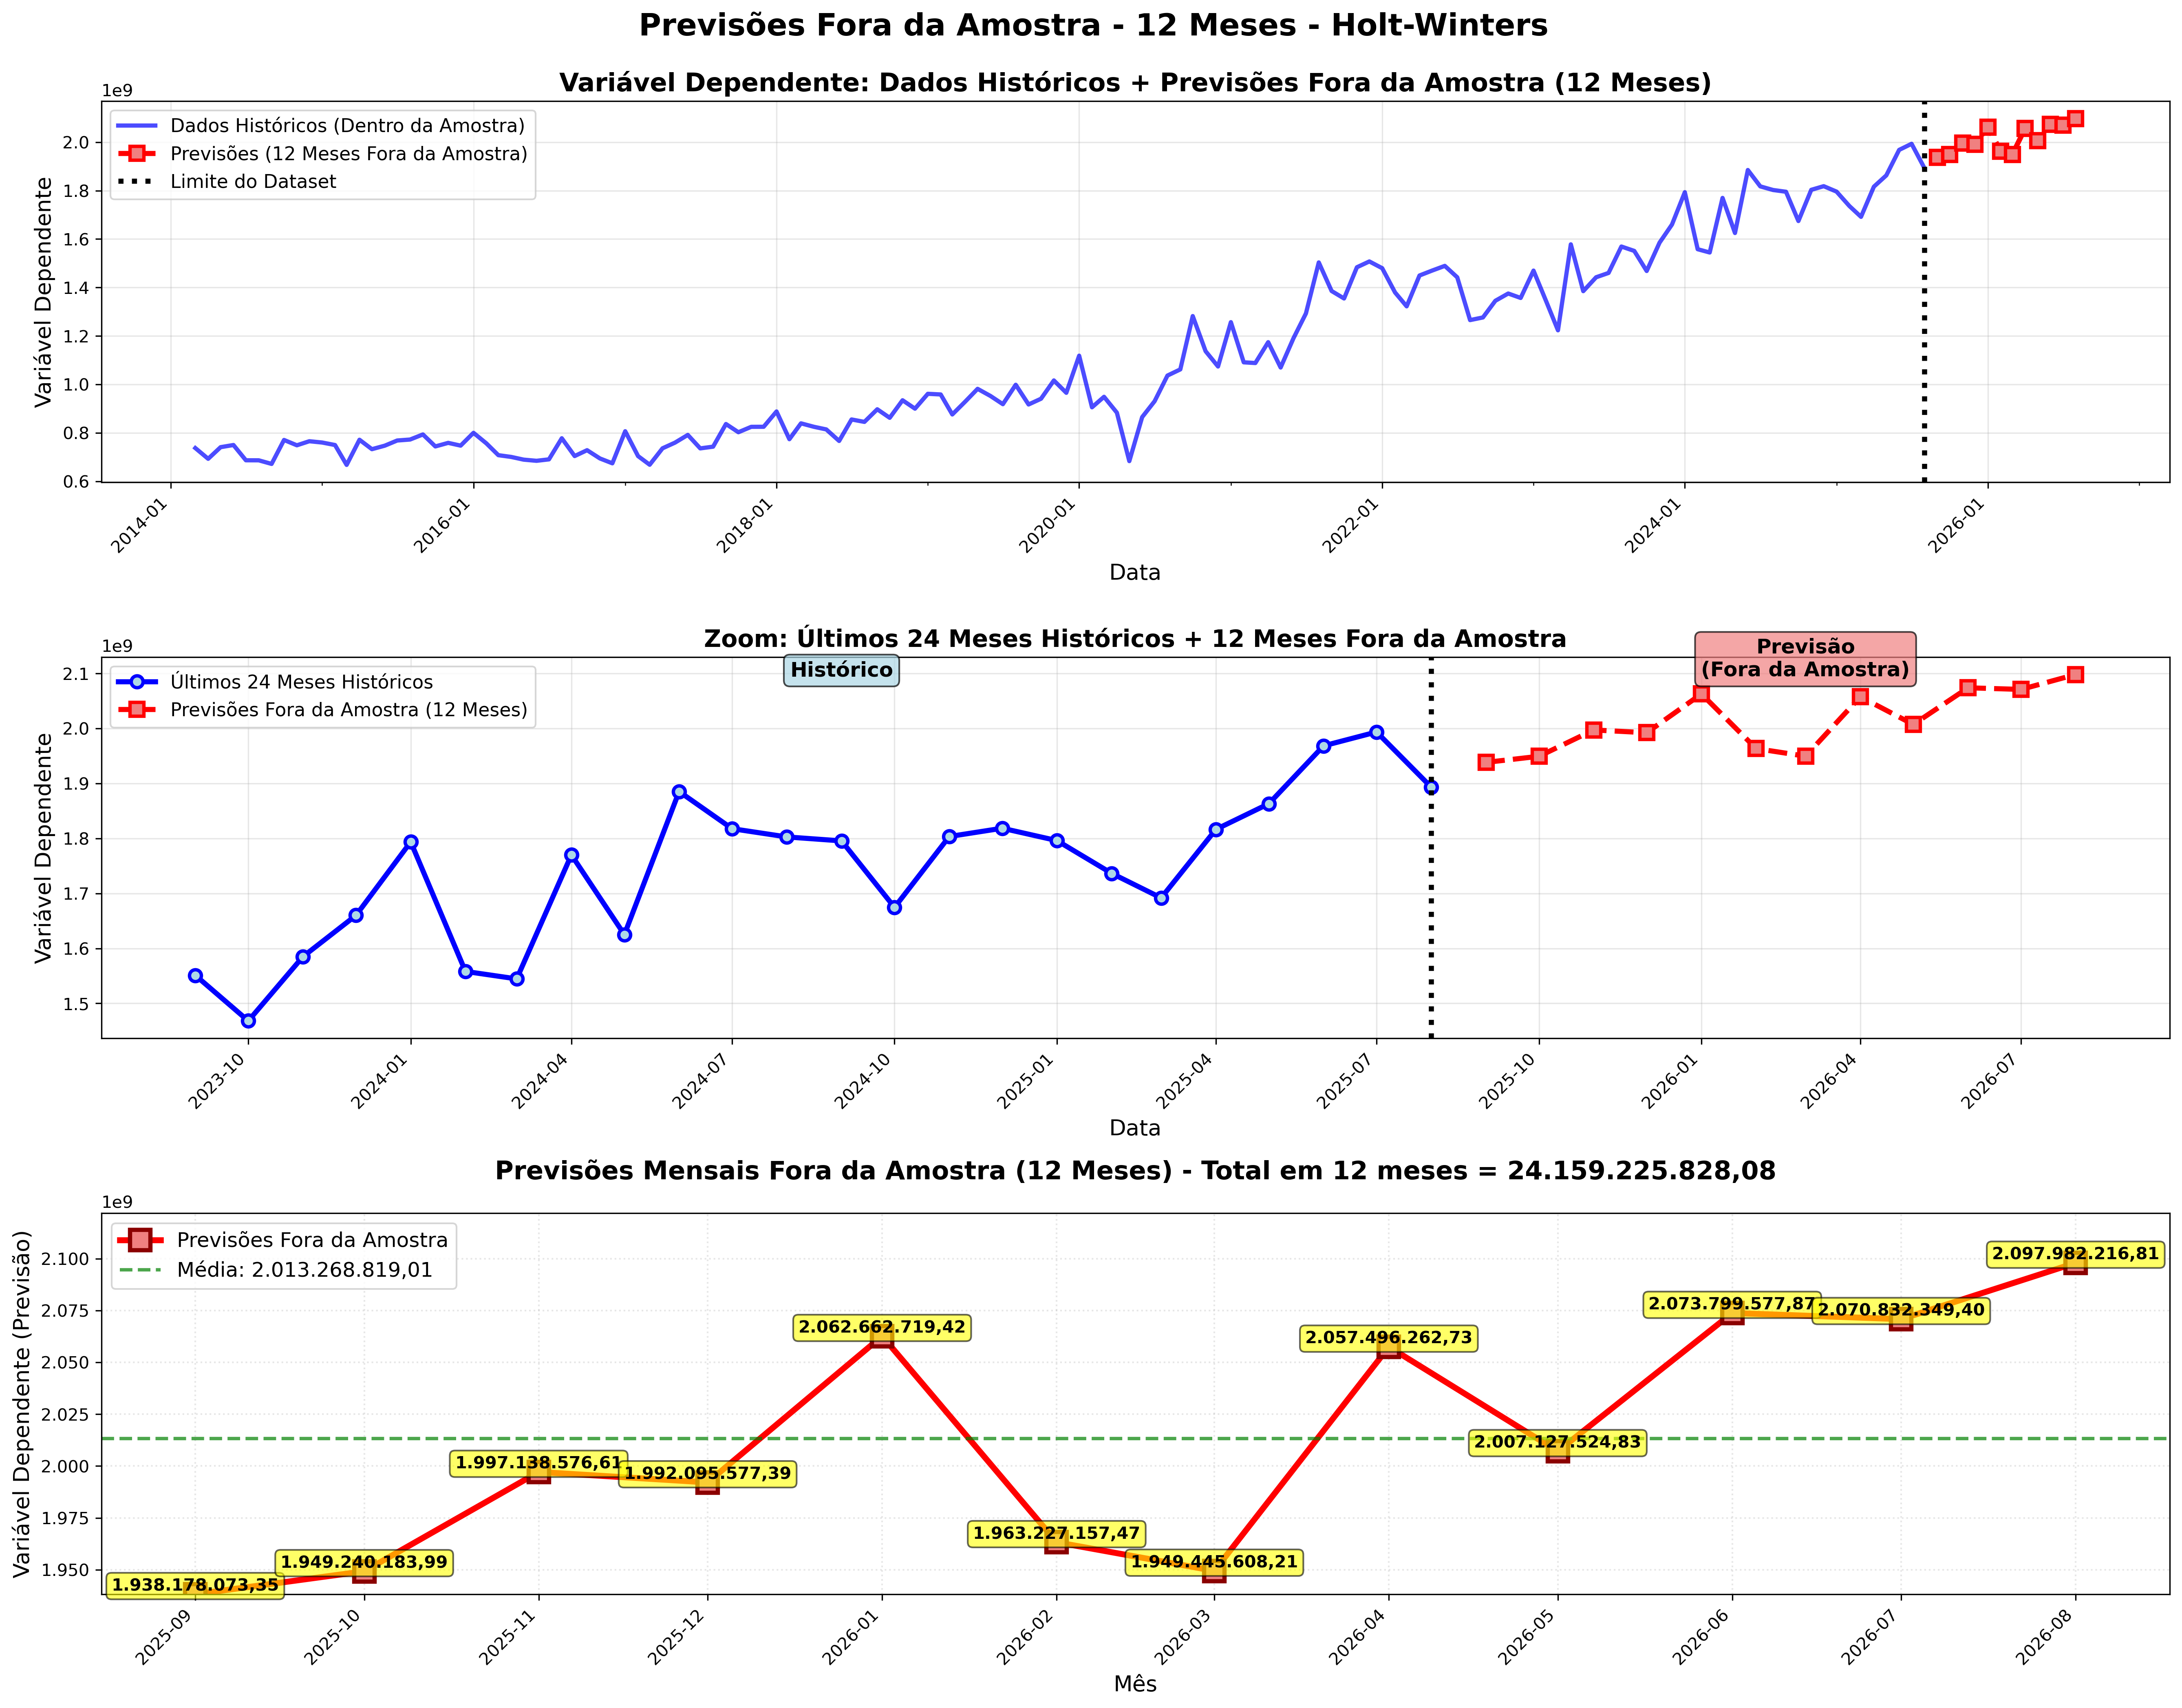 Previsões Fora da Amostra - 12 Meses - Holt-Winters
Variável Dependente: Dados Históricos + Previsões Fora da Amostra (12 Meses)
1e9
Dados Históricos (Dentro da Amostra)
Previsões (12 Meses Fora da Amostra)
Limite do Dataset
Variável Dependente
2.0
1.8
1.6
1.4
1.2
1.0
0.8
0.6
2014-01
2016-01
2018-01
2020-01
2022-01
2024-01
2026-01
Data
Zoom: Últimos 24 Meses Históricos + 12 Meses Fora da Amostra
1e9
Últimos 24 Meses Históricos
Previsões Fora da Amostra (12 Meses)
Histórico
Previsão
(Fora da Amostra)
Variável Dependente
2.1
2.0
1.9
1.8
1.7
1.6
1.5
2023-10
2024-01
2024-04
2024-07
2024-10
2025-01
2025-04
2025-07
2025-10
2026-01
2026-04
2026-07
Data
Previsões Mensais Fora da Amostra (12 Meses) - Total em 12 meses = 24.159.225.828,08
1e9
Previsões Fora da Amostra
Média: 2.013.268.819,01
Variável Dependente (Previsão)
2.100
2.075
2.050
2.025
2.000
1.975
1.950
1.938.178.073,35
1.949.240.183,99
1.997.138.576,61
1.992.095.577,39
2.062.662.719,42
1.963.227.157,47
1.949.445.608,21
2.057.496.262,73
2.007.127.524,83
2.073.799.577,87
2.070.832.349,40
2.097.982.216,81
2025-09
2025-10
2025-11
2025-12
2026-01
2026-02
2026-03
2026-04
2026-05
2026-06
2026-07
2026-08
Mês